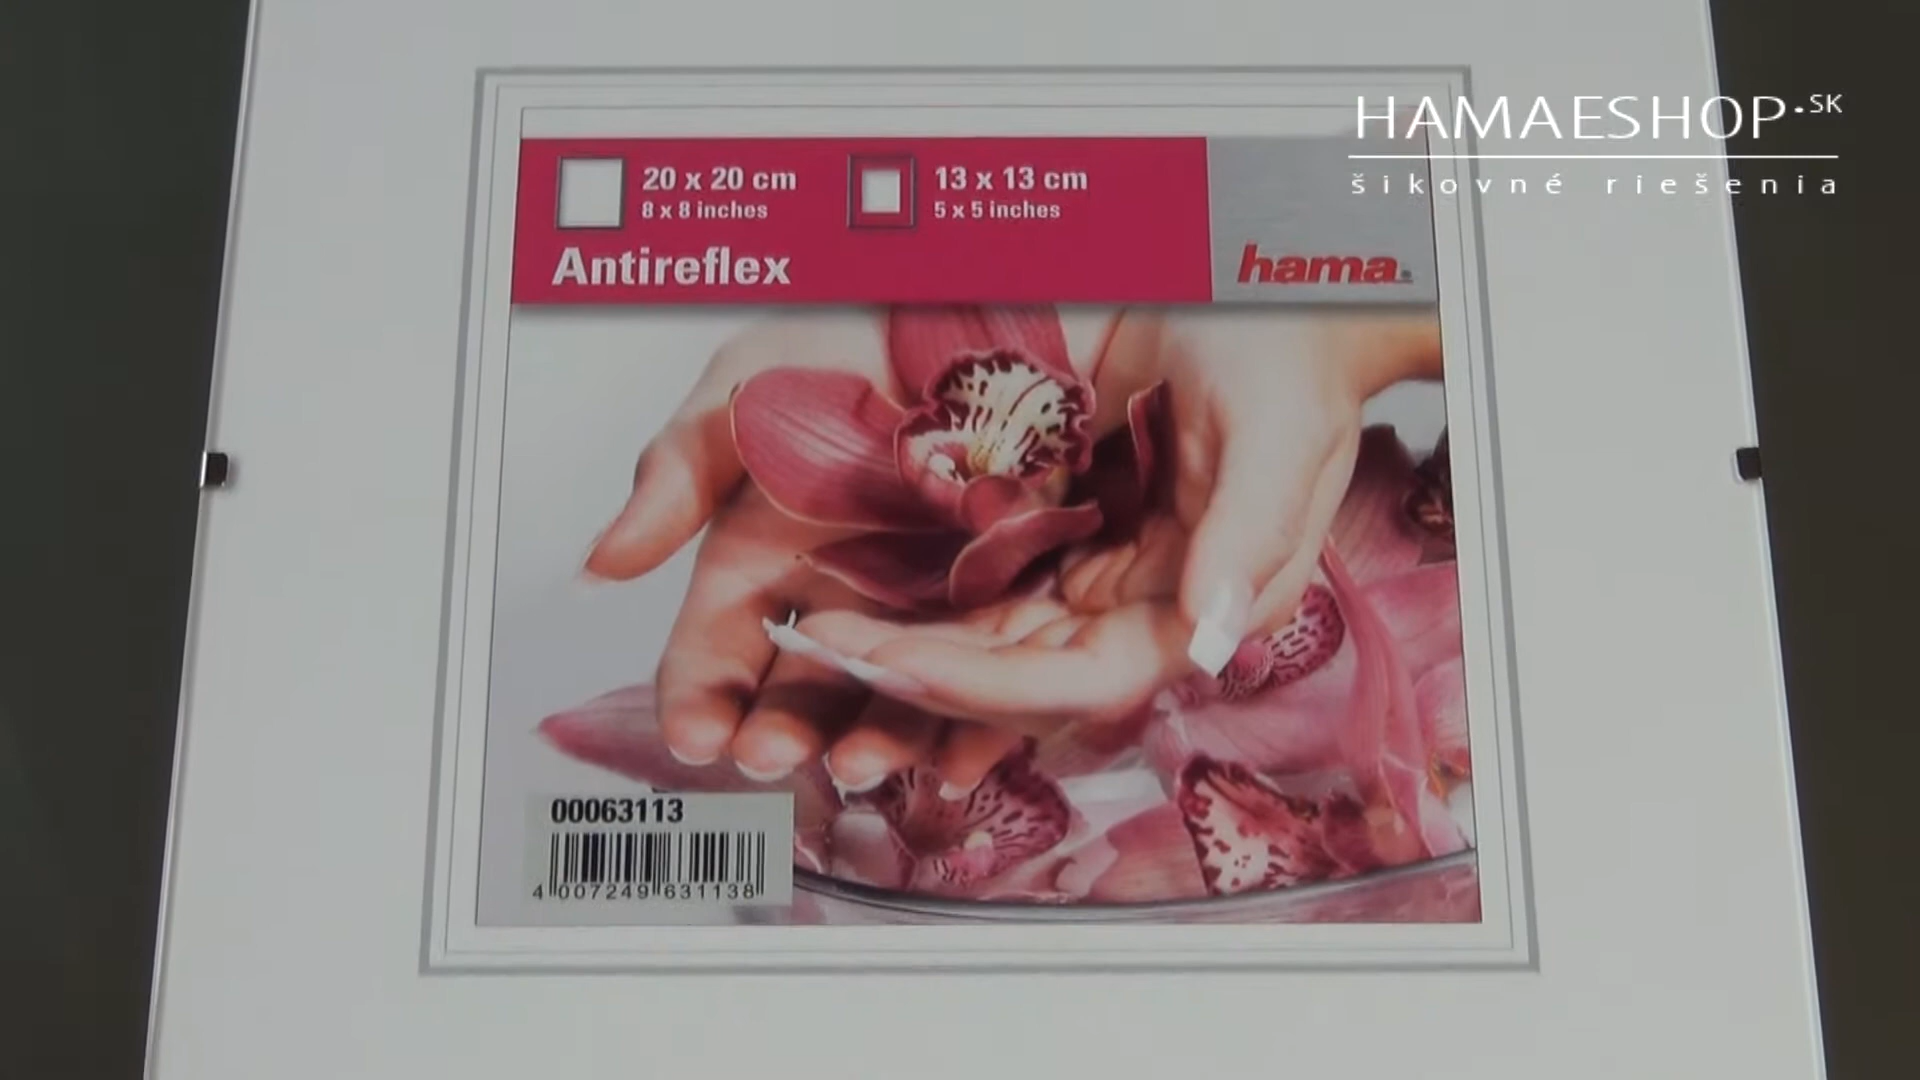 HAMAESHOP.SK
šikovné riešenia
20 x 20 cm
8 x 8 inches
13 x 13 cm
5 x 5 inches
Antireflex
hama.
00063113
4 007249 631138